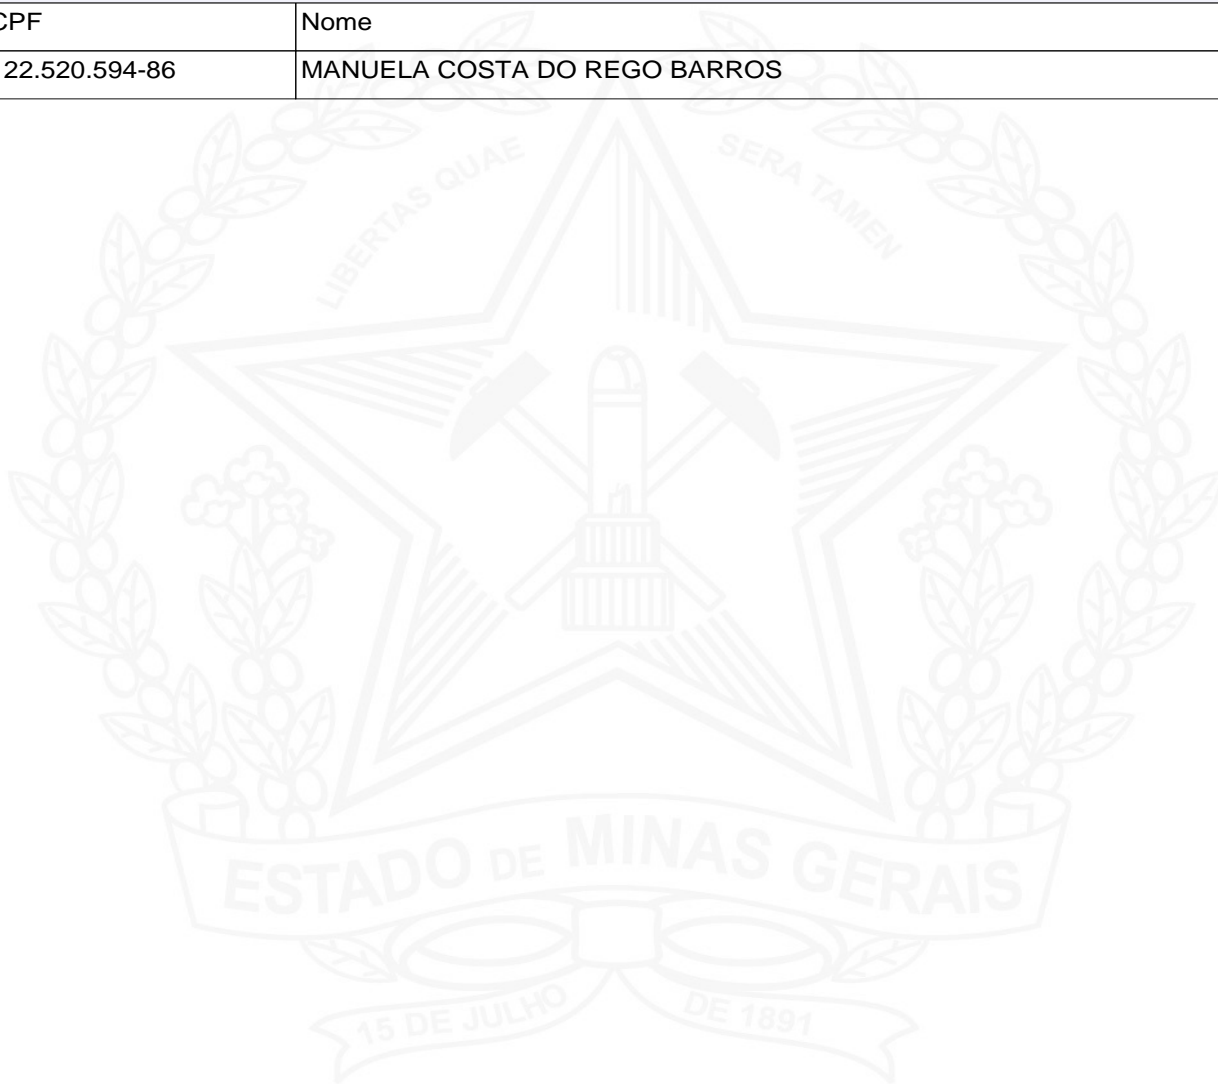 CPF Nome
22.520.594-86 MANUELA COSTA DO REGO BARROS
LIBERTAS QUAE SERA TAMEN
ESTADO DE MINAS GERAIS
15 DE JULHO DE 1891